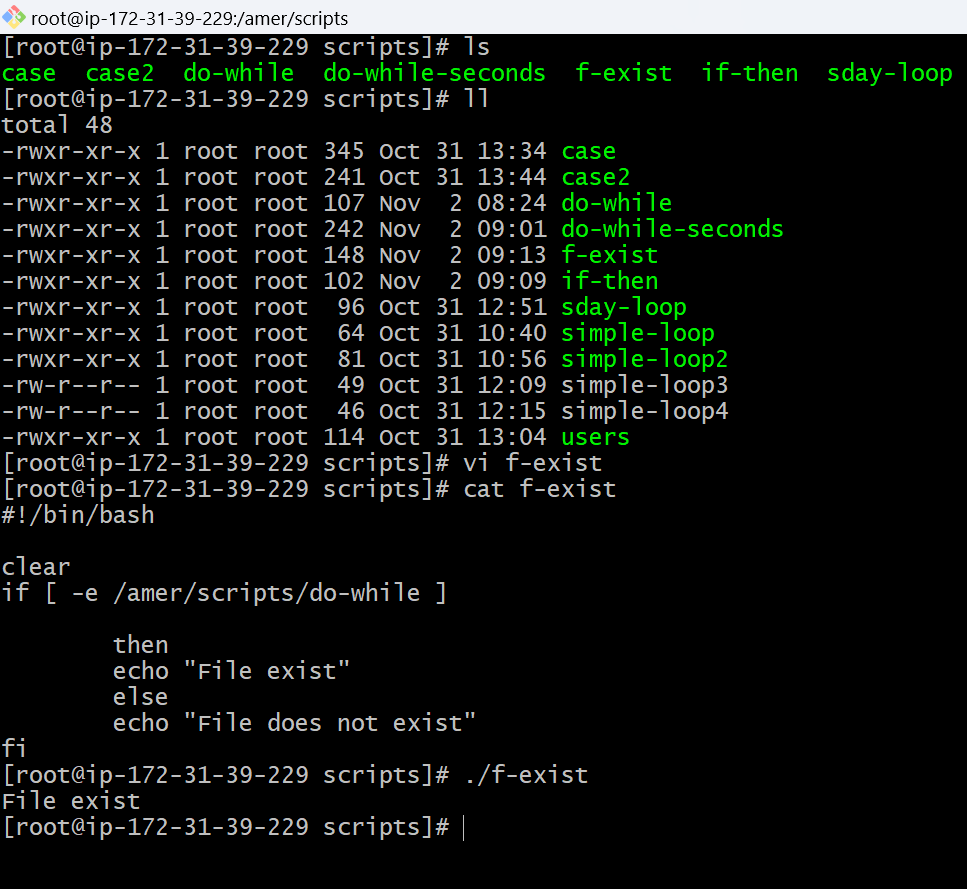 root@ip-172-31-39-229:/amer/scripts
[root@ip-172-31-39-229 scripts]# ls
case  case2  do-while  do-while-seconds  f-exist  if-then  sday-loop
[root@ip-172-31-39-229 scripts]# ll
total 48
-rwxr-xr-x 1 root root 345 Oct 31 13:34 case
-rwxr-xr-x 1 root root 241 Oct 31 13:44 case2
-rwxr-xr-x 1 root root 107 Nov  2 08:24 do-while
-rwxr-xr-x 1 root root 242 Nov  2 09:01 do-while-seconds
-rwxr-xr-x 1 root root 148 Nov  2 09:13 f-exist
-rwxr-xr-x 1 root root 102 Nov  2 09:09 if-then
-rwxr-xr-x 1 root root  96 Oct 31 12:51 sday-loop
-rwxr-xr-x 1 root root  64 Oct 31 10:40 simple-loop
-rwxr-xr-x 1 root root  81 Oct 31 10:56 simple-loop2
-rw-r--r-- 1 root root  49 Oct 31 12:09 simple-loop3
-rw-r--r-- 1 root root  46 Oct 31 12:15 simple-loop4
-rwxr-xr-x 1 root root 114 Oct 31 13:04 users
[root@ip-172-31-39-229 scripts]# vi f-exist
[root@ip-172-31-39-229 scripts]# cat f-exist
#!/bin/bash

clear
if [ -e /amer/scripts/do-while ]

        then
        echo "File exist"
        else
        echo "File does not exist"
fi
[root@ip-172-31-39-229 scripts]# ./f-exist
File exist
[root@ip-172-31-39-229 scripts]#